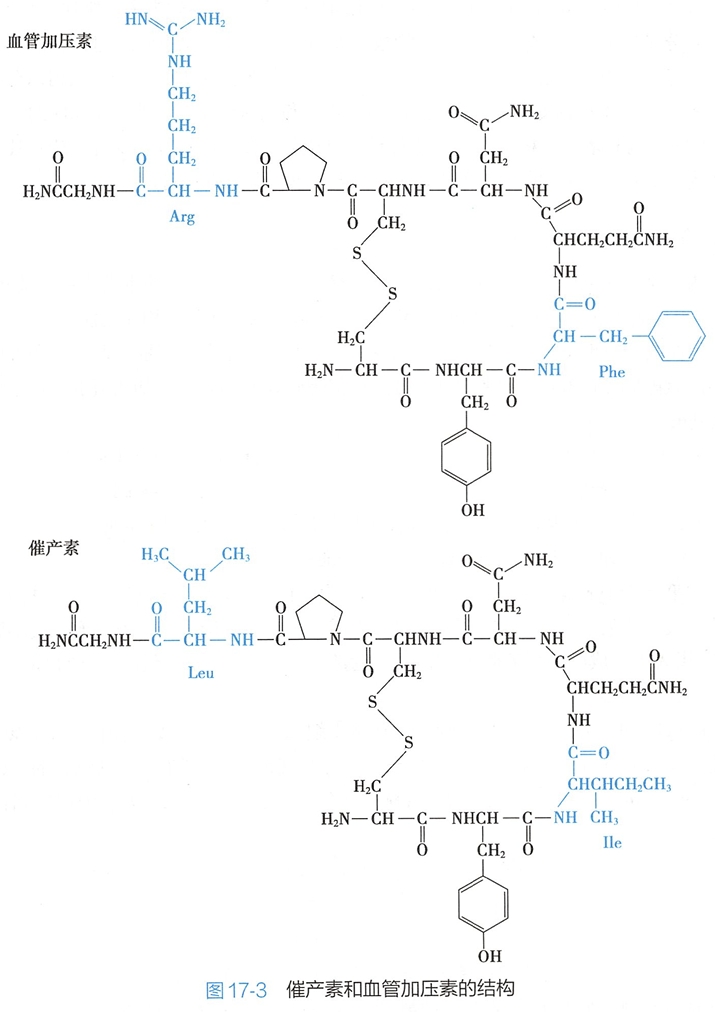 血管加压素
HN
C
NH₂
NH
CH₂
CH₂
CH₂
O
H₂NCCH₂NH
O
C
CH
NH
Arg
O
C
N
C
O
CHNH
CH₂
S
S
H₂C
O
C
CH
NH
CH₂
O
C
NH₂
C
O
CHCH₂CH₂CNH₂
O
NH
C=O
CH
CH₂
Phe
NH
H₂N
CH
C
O
NHCH
C
O
CH₂
OH
催产素
H₃C
CH₃
CH
CH₂
O
H₂NCCH₂NH
O
C
CH
NH
Leu
O
C
N
C
O
CHNH
CH₂
S
S
H₂C
O
C
CH
NH
CH₂
O
C
NH₂
C
O
CHCH₂CH₂CNH₂
O
NH
C=O
CHCHCH₂CH₃
CH₃
Ile
NH
H₂N
CH
C
O
NHCH
C
O
CH₂
OH
图 17-3 催产素和血管加压素的结构